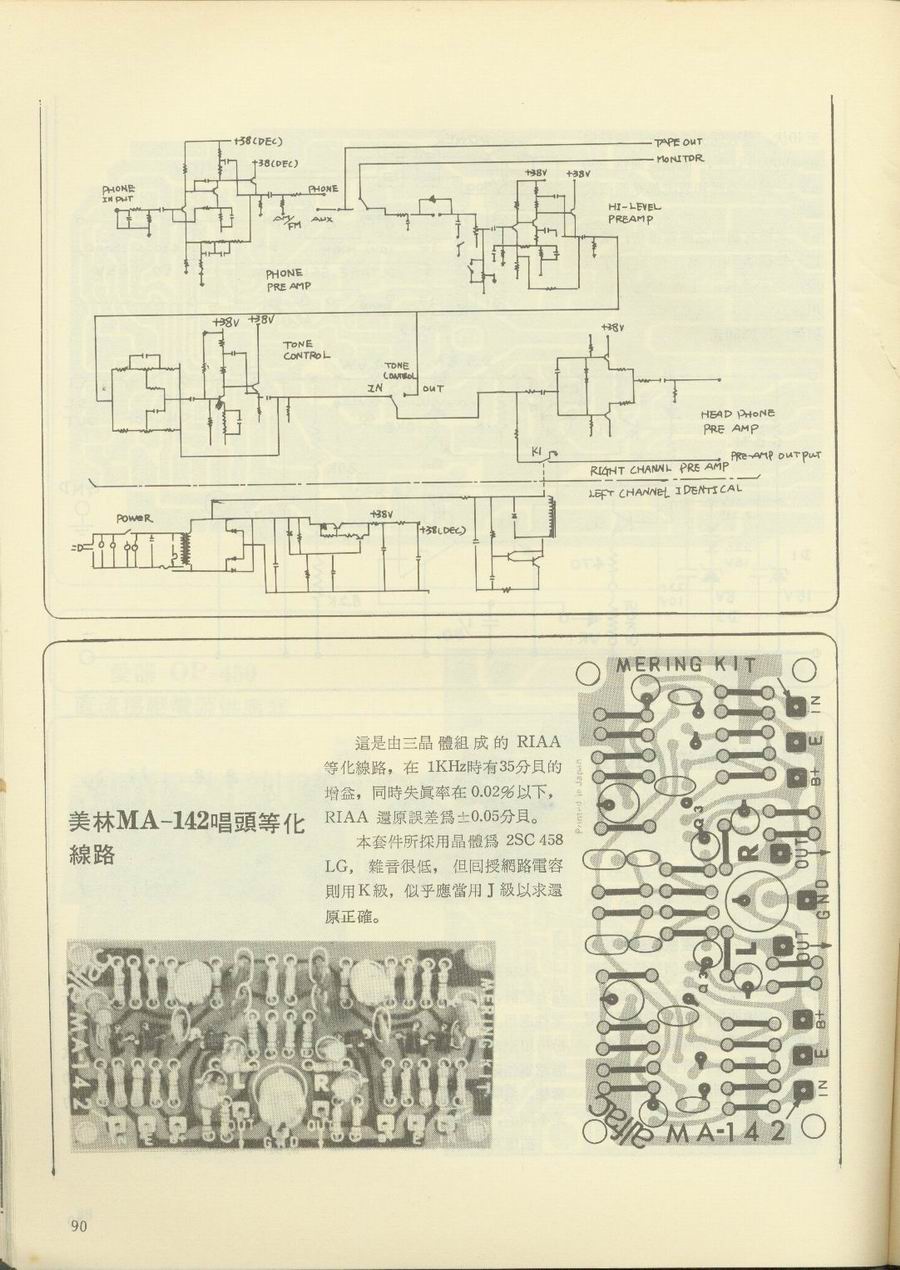 +38(DEC)
+38(DEC)
TAPE OUT
MONITOR
PHONE
INPUT
PHONE
AM/
FM
AUX
+38V
+38V
HI-LEVEL
PREAMP
PHONE
PRE AMP
+38V
+38V
TONE
CONTROL
TONE
CONTROL
IN
OUT
+38V
HEAD PHONE
PRE AMP
K1
PRE-AMP OUTPUT
RIGHT CHANNL PRE AMP
LEFT CHANNEL IDENTICAL
POWER
+38V
+38(DEC)
美林MA-142唱頭等化
線路
這是由三晶體組成的 RIAA
等化線路，在 1KHz時有35分貝的
增益，同時失眞率在 0.02%以下，
RIAA 還原誤差爲±0.05分貝。
本套件所採用晶體爲 2SC 458
LG， 雜音很低， 但回授網路電容
則用K級，似乎應當用 J 級以求還
原正確。
MERING KIT
IN
E
B+
Printed in Japan
Q3
R
OUT
GND
L
OUT
Q3
B+
E
IN
alfac
MA-142
alfac
MA-142
MERING KIT
L
R
E
OUT
GND
OUT
E
90